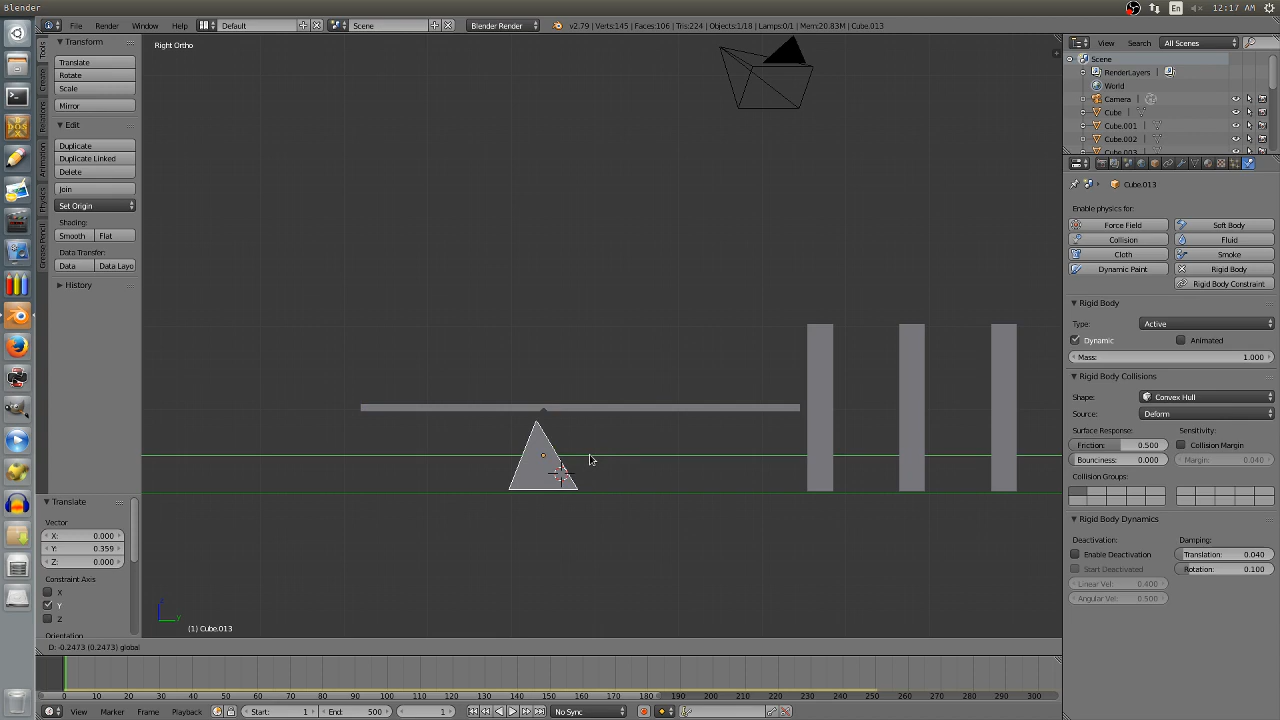 Blender
En 12:17 AM
File Render Window Help Default Scene Blender Render v2.79 | Verts:145 | Faces:106 | Tris:224 | Objects:1/18 | Lamps:0/1 | Mem:20.83M | Cube.013
View Search All Scenes
Tools
Create
Relations
Animation
Physics
Grease Pencil
Transform
Translate
Rotate
Scale
Mirror
Edit
Duplicate
Duplicate Linked
Delete
Join
Set Origin
Shading:
Smooth Flat
Data Transfer:
Data Data Layo
History
Translate
Vector
X: 0.000
Y: 0.359
Z: 0.000
Constraint Axis
X
Y
Z
Orientation
Right Ortho
z
y
(1) Cube.013
D: -0.2473 (0.2473) global
Scene
RenderLayers
World
Camera
Cube
Cube.001
Cube.002
Cube.003
Cube.013
Enable physics for:
Force Field Soft Body
Collision Fluid
Cloth Smoke
Dynamic Paint Rigid Body
Rigid Body Constraint
Rigid Body
Type: Active
Dynamic Animated
Mass: 1.000
Rigid Body Collisions
Shape: Convex Hull
Source: Deform
Surface Response: Sensitivity:
Friction: 0.500 Collision Margin
Bounciness: 0.000 Margin: 0.040
Collision Groups:
Rigid Body Dynamics
Deactivation: Damping:
Enable Deactivation Translation: 0.040
Start Deactivated Rotation: 0.100
Linear Vel: 0.400
Angular Vel: 0.500
0 10 20 30 40 50 60 70 80 90 100 110 120 130 140 150 160 170 180 190 200 210 220 230 240 250 260 270 280 290 300
View Marker Frame Playback Start: 1 End: 500 1 No Sync